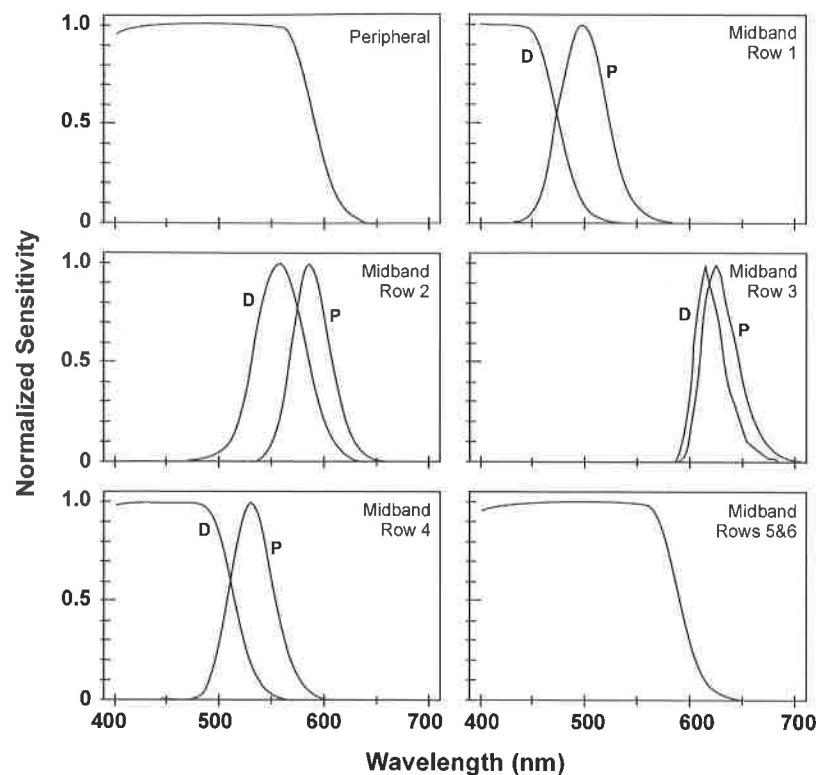 1.0
Peripheral
Midband
Row 1
D
P
0.5
0
1.0
Midband
Row 2
D
P
Midband
Row 3
D
P
0.5
0
1.0
Midband
Row 4
D
P
Midband
Rows 5&6
0.5
0
400 500 600 700
400 500 600 700
Normalized Sensitivity
Wavelength (nm)